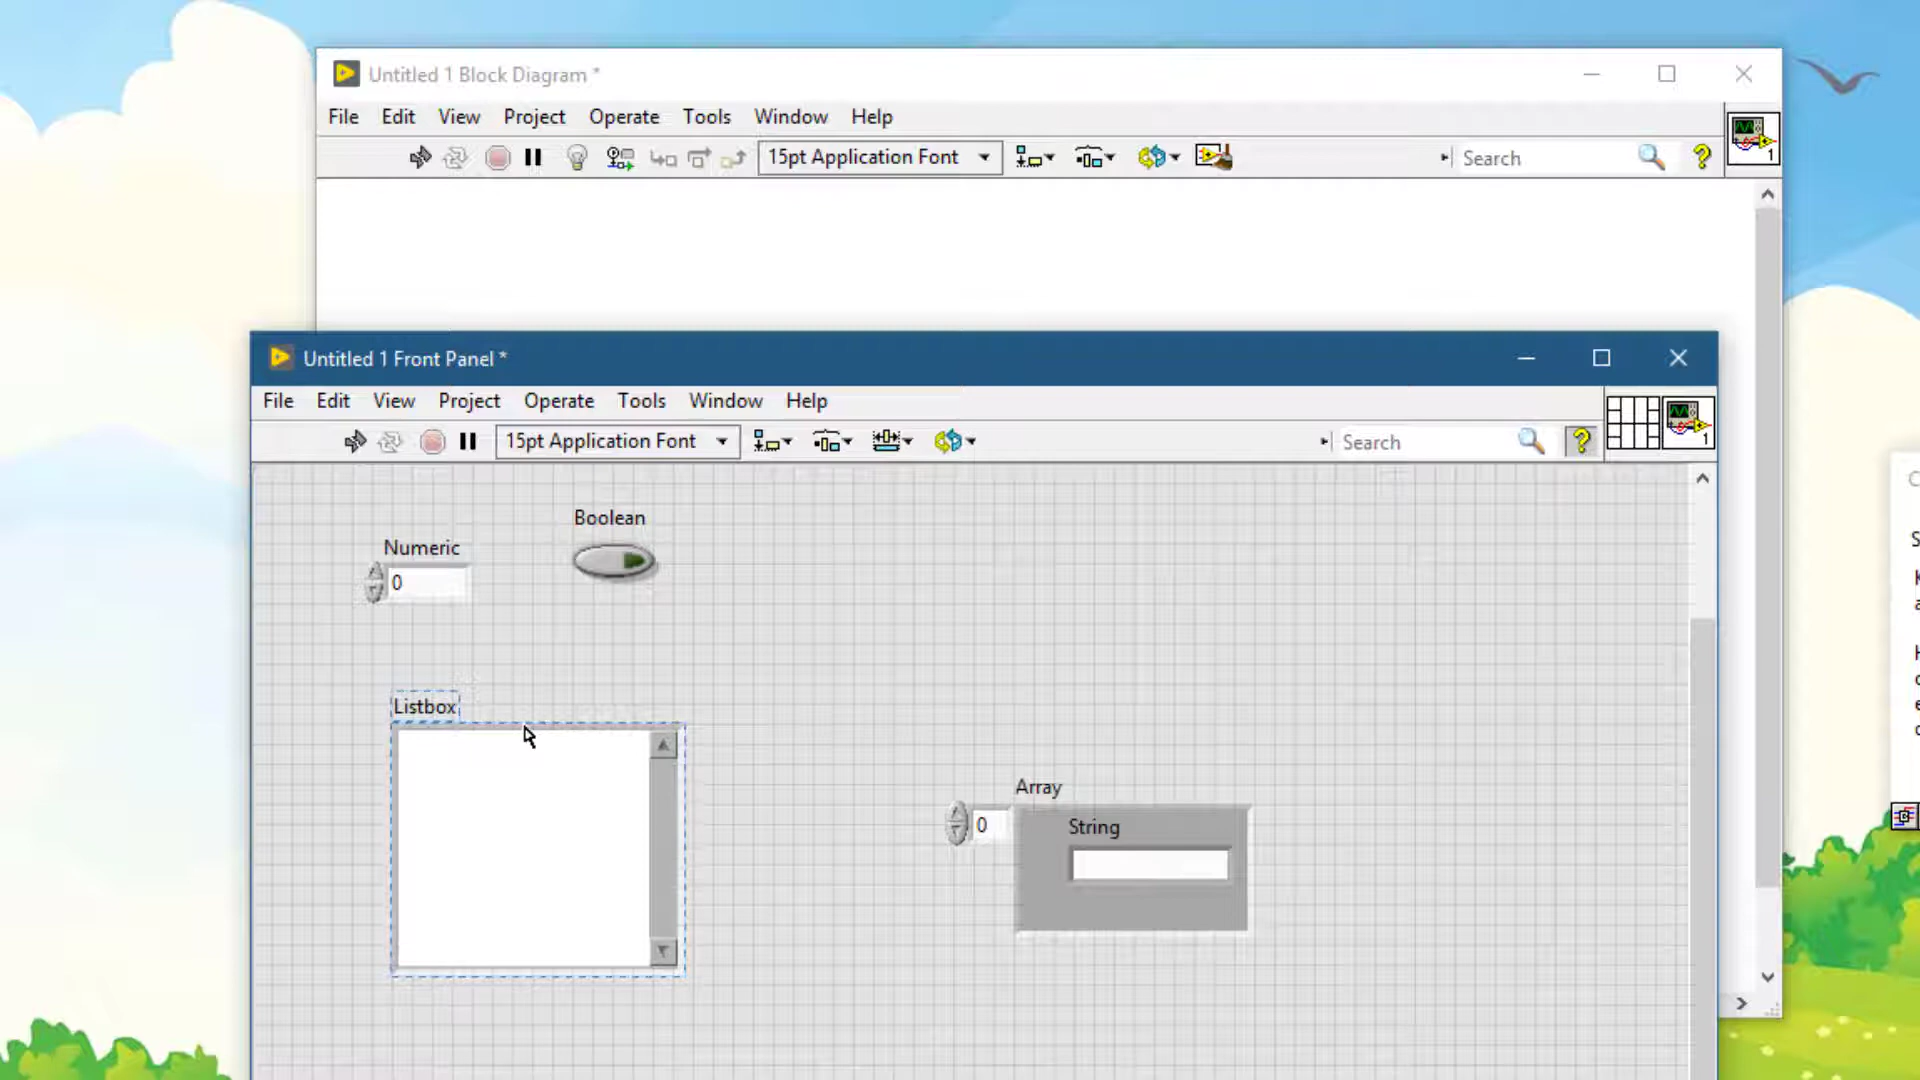 Untitled 1 Block Diagram *
File Edit View Project Operate Tools Window Help
15pt Application Font
Search
?
1
Untitled 1 Front Panel *
File Edit View Project Operate Tools Window Help
15pt Application Font
Search
?
1
Boolean
Numeric
0
Listbox
Array
0
String